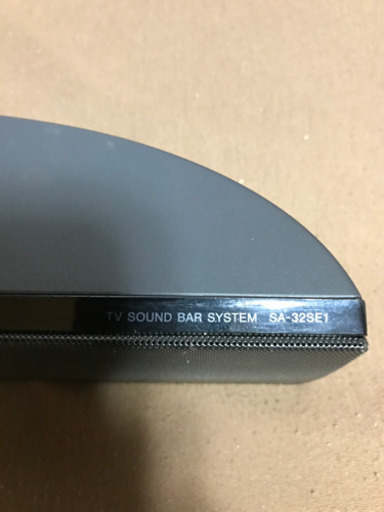 TV SOUND BAR SYSTEM SA-32SE1